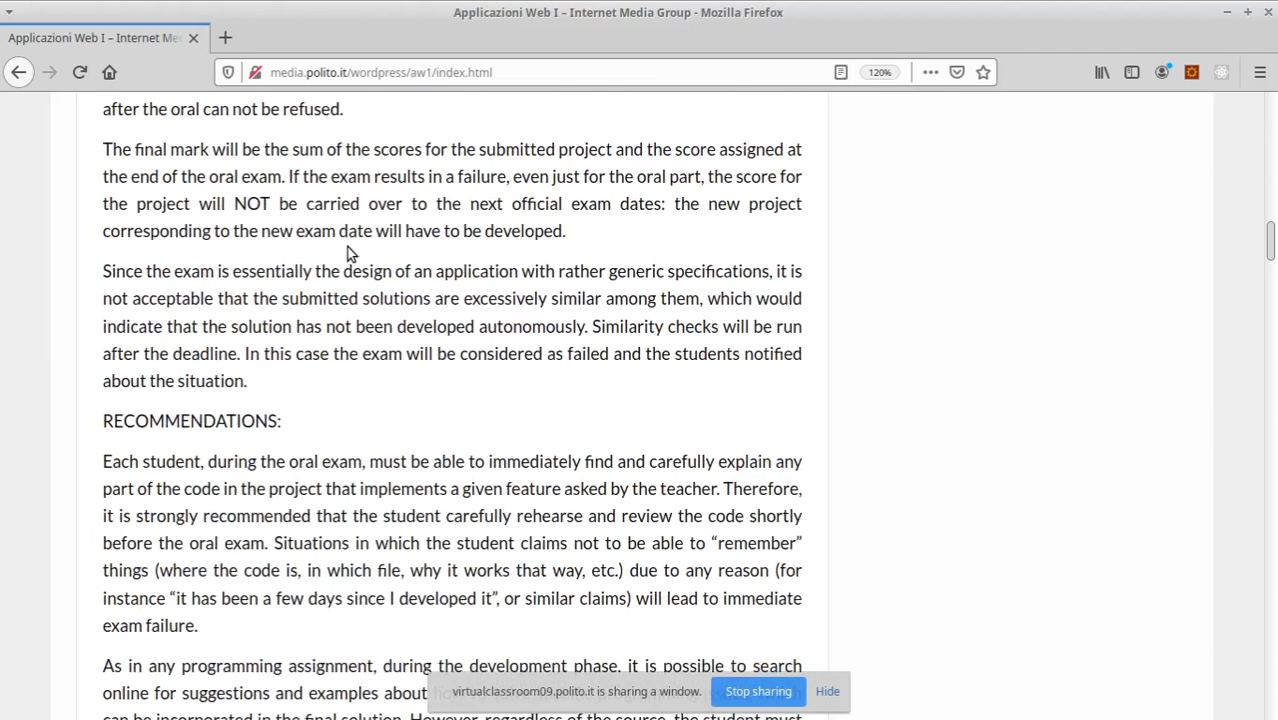 Applicazioni Web I – Internet Media Group - Mozilla Firefox
Applicazioni Web I – Internet Me
media.polito.it/wordpress/aw1/index.html
120%
after the oral can not be refused.
The final mark will be the sum of the scores for the submitted project and the score assigned at
the end of the oral exam. If the exam results in a failure, even just for the oral part, the score for
the project will NOT be carried over to the next official exam dates: the new project
corresponding to the new exam date will have to be developed.
Since the exam is essentially the design of an application with rather generic specifications, it is
not acceptable that the submitted solutions are excessively similar among them, which would
indicate that the solution has not been developed autonomously. Similarity checks will be run
after the deadline. In this case the exam will be considered as failed and the students notified
about the situation.
RECOMMENDATIONS:
Each student, during the oral exam, must be able to immediately find and carefully explain any
part of the code in the project that implements a given feature asked by the teacher. Therefore,
it is strongly recommended that the student carefully rehearse and review the code shortly
before the oral exam. Situations in which the student claims not to be able to “remember”
things (where the code is, in which file, why it works that way, etc.) due to any reason (for
instance “it has been a few days since I developed it”, or similar claims) will lead to immediate
exam failure.
As in any programming assignment, during the development phase, it is possible to search
online for suggestions and examples about
virtualclassroom09.polito.it is sharing a window.
Stop sharing
Hide
can be incorporated in the final solution. However, regardless of the source, the student must